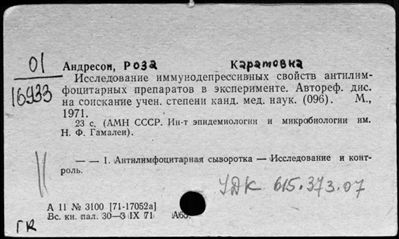 01
16933
Андресон, Роза Каратовна
Исследование иммунодепрессивных свойств антилим-
фоцитарных препаратов в эксперименте. Автореф. дис.
на соискание учен. степени канд. мед. наук. (096). М.,
1971.
23 с. (АМН СССР. Ин-т эпидемиологии и микробиологии им.
Н. Ф. Гамалеи).
— — 1. Антилимфоцитарная сыворотка — Исследование и конт-
роль.
УДК 615.373.07
А 11 № 3100 [71-17052а]
Вс. кн. пал. 30—3 IX 71 А65.
ГК